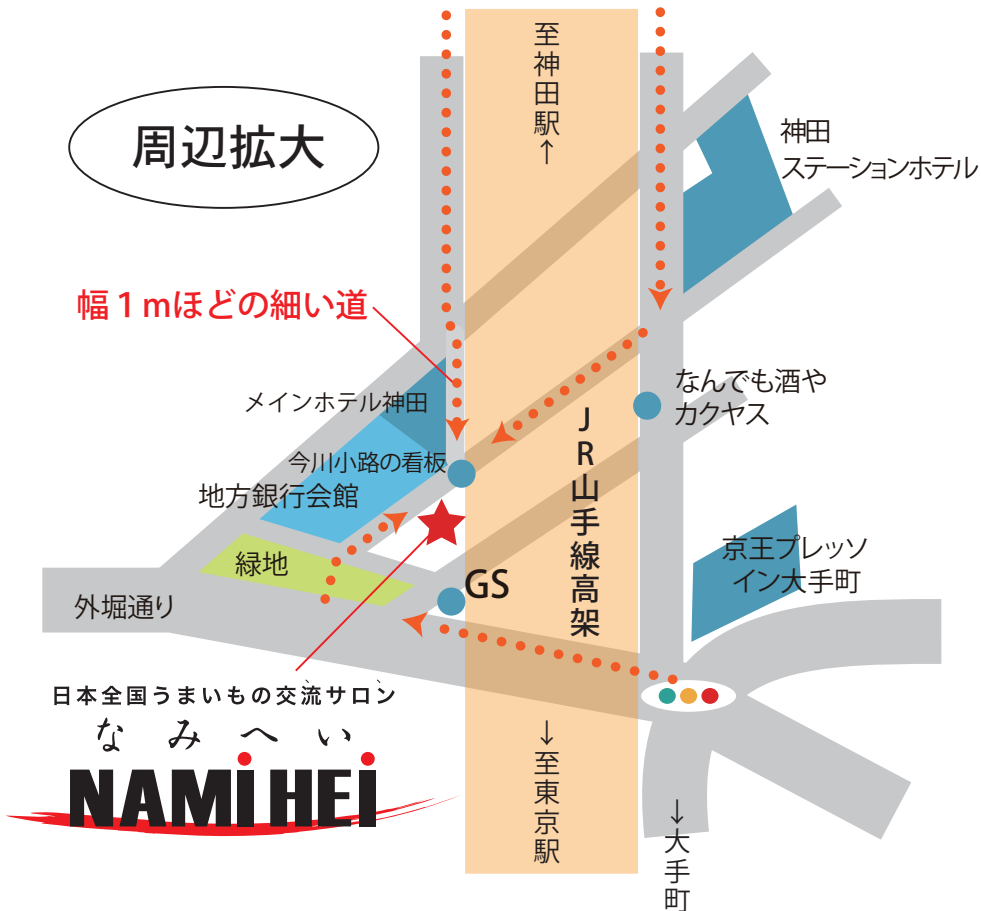 至神田駅↑
周辺拡大
神田
ステーションホテル
幅１mほどの細い道
なんでも酒や
カクヤス
メインホテル神田
今川小路の看板
地方銀行会館
JR山手線高架
緑地
GS
京王プレッソ
イン大手町
外堀通り
日本全国うまいもの交流サロン
なみへい
NAMiHEi
↓至東京駅
↓大手町